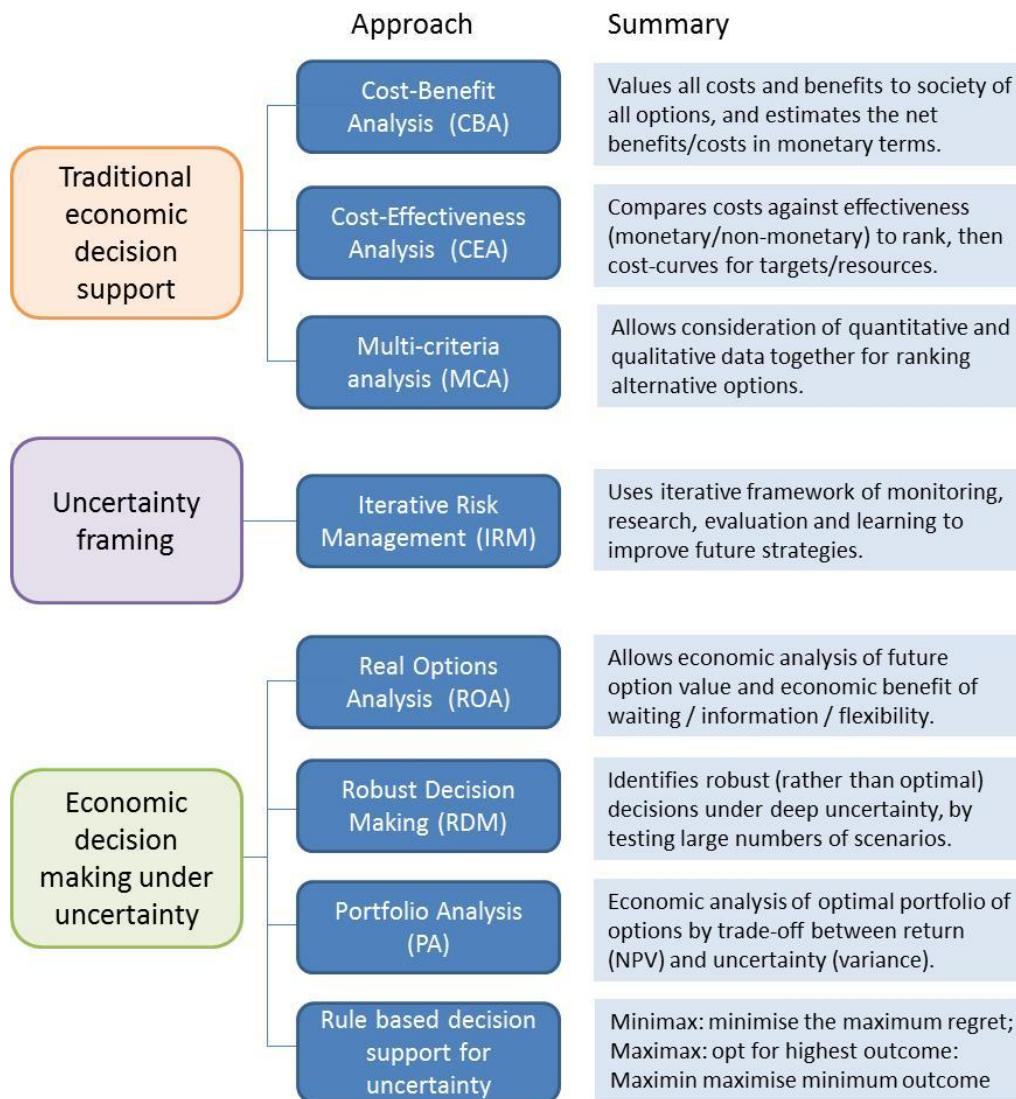 Approach
Summary
Traditional
economic
decision
support
Cost-Benefit
Analysis (CBA)
Values all costs and benefits to society of
all options, and estimates the net
benefits/costs in monetary terms.
Cost-Effectiveness
Analysis (CEA)
Compares costs against effectiveness
(monetary/non-monetary) to rank, then
cost-curves for targets/resources.
Multi-criteria
analysis (MCA)
Allows consideration of quantitative and
qualitative data together for ranking
alternative options.
Uncertainty
framing
Iterative Risk
Management (IRM)
Uses iterative framework of monitoring,
research, evaluation and learning to
improve future strategies.
Economic
decision
making under
uncertainty
Real Options
Analysis (ROA)
Allows economic analysis of future
option value and economic benefit of
waiting / information / flexibility.
Robust Decision
Making (RDM)
Identifies robust (rather than optimal)
decisions under deep uncertainty, by
testing large numbers of scenarios.
Portfolio Analysis
(PA)
Economic analysis of optimal portfolio of
options by trade-off between return
(NPV) and uncertainty (variance).
Rule based decision
support for
uncertainty
Minimax: minimise the maximum regret;
Maximax: opt for highest outcome:
Maximin maximise minimum outcome